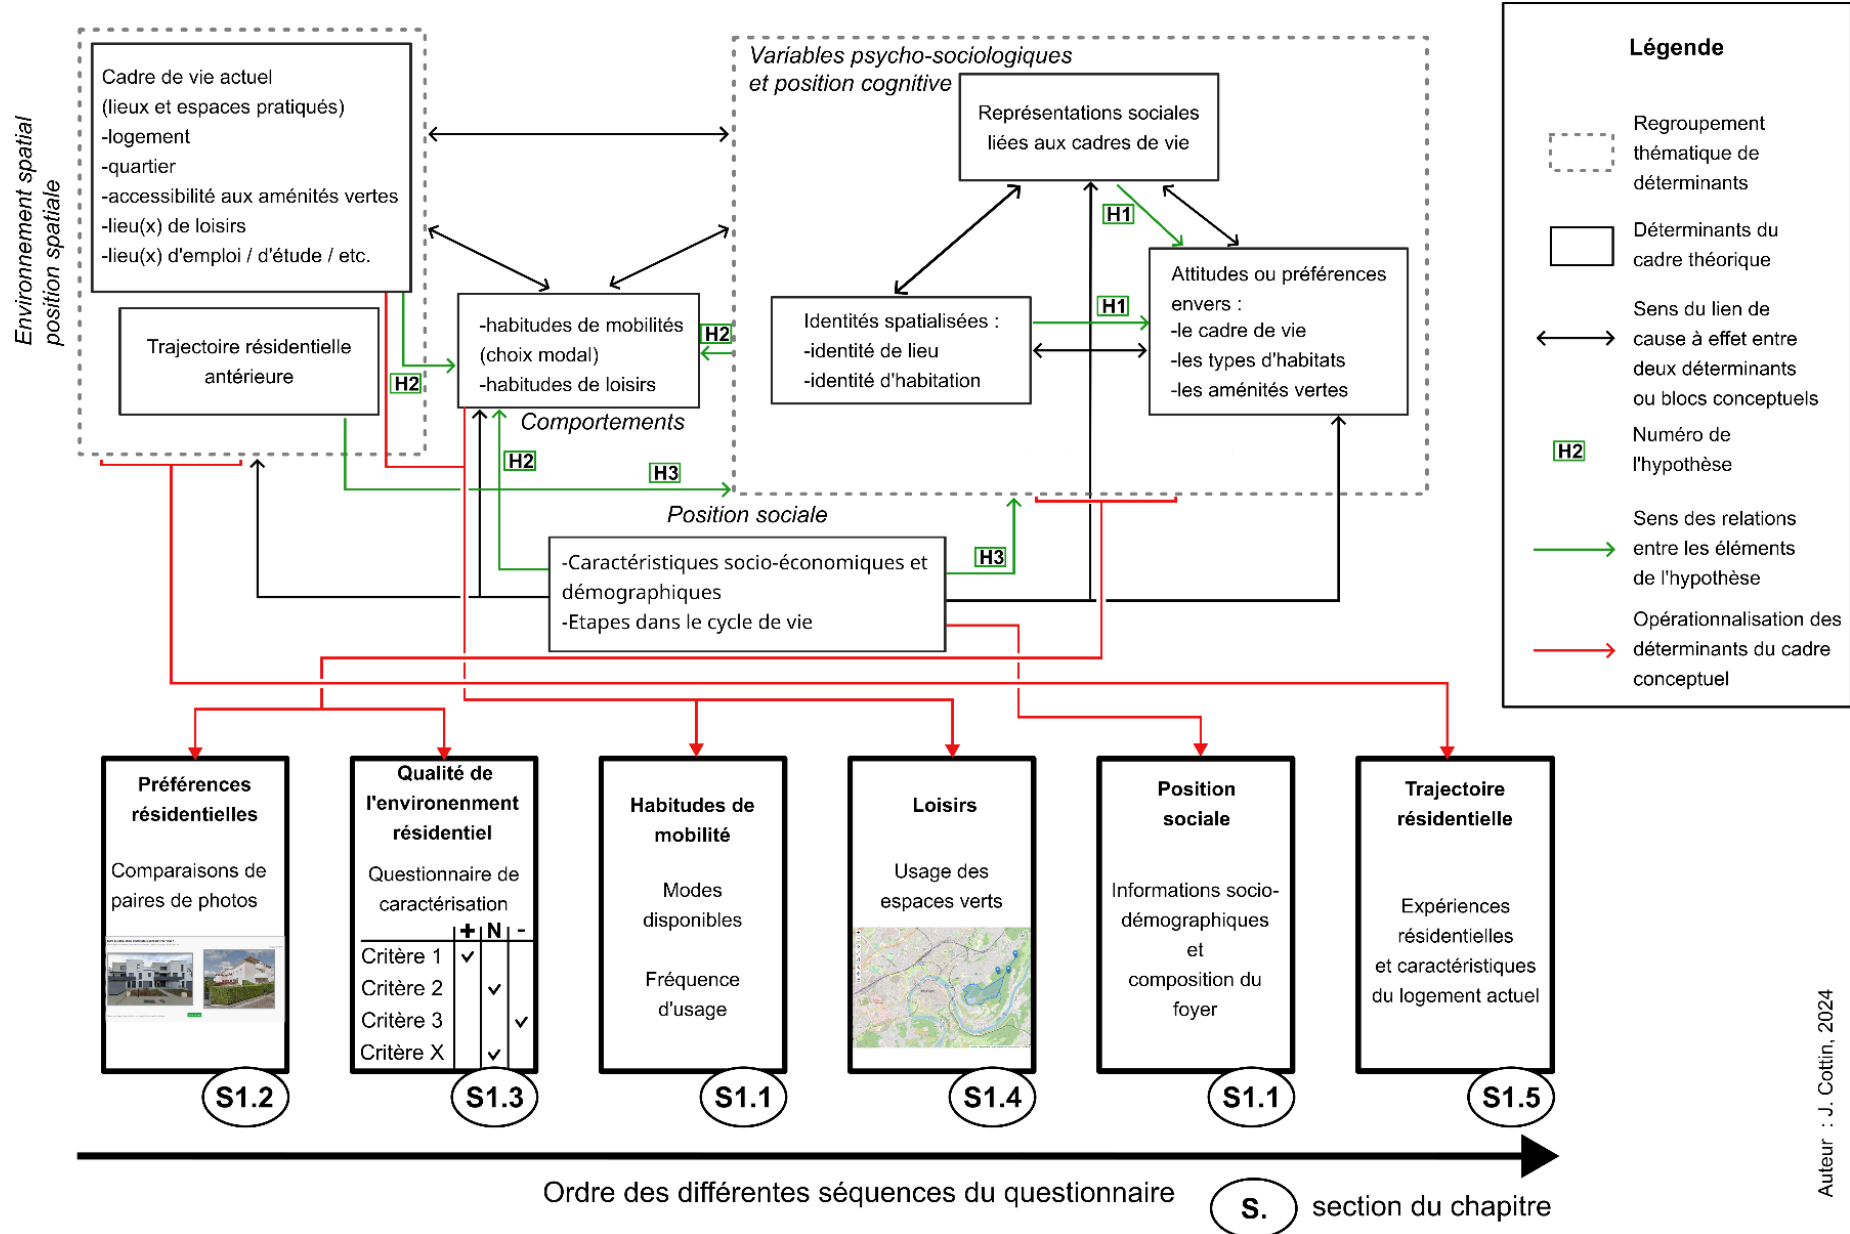 Environnement spatial
position spatiale
Cadre de vie actuel
(lieux et espaces pratiqués)
-logement
-quartier
-accessibilité aux aménités vertes
-lieu(x) de loisirs
-lieu(x) d'emploi / d'étude / etc.
Trajectoire résidentielle
antérieure
H2
-habitudes de mobilités
(choix modal)
-habitudes de loisirs
Comportements
H2
H2
H3
Variables psycho-sociologiques
et position cognitive
Représentations sociales
liées aux cadres de vie
H1
Identités spatialisées :
-identité de lieu
-identité d'habitation
H1
Attitudes ou préférences
envers :
-le cadre de vie
-les types d'habitats
-les aménités vertes
Position sociale
-Caractéristiques socio-économiques et
démographiques
-Etapes dans le cycle de vie
H3
Légende
Regroupement
thématique de
déterminants
Déterminants du
cadre théorique
Sens du lien de
cause à effet entre
deux déterminants
ou blocs conceptuels
H2
Numéro de
l'hypothèse
Sens des relations
entre les éléments
de l'hypothèse
Opérationnalisation des
déterminants du cadre
conceptuel
Préférences
résidentielles
Comparaisons de
paires de photos
S1.2
Qualité de
l'environenment
résidentiel
Questionnaire de
caractérisation
+ N -
Critère 1
Critère 2
Critère 3
Critère X
S1.3
Habitudes de
mobilité
Modes
disponibles
Fréquence
d'usage
S1.1
Loisirs
Usage des
espaces verts
S1.4
Position
sociale
Informations socio-
démographiques
et
composition du
foyer
S1.1
Trajectoire
résidentielle
Expériences
résidentielles
et caractéristiques
du logement actuel
S1.5
Ordre des différentes séquences du questionnaire
S. section du chapitre
Auteur : J. Cottin, 2024